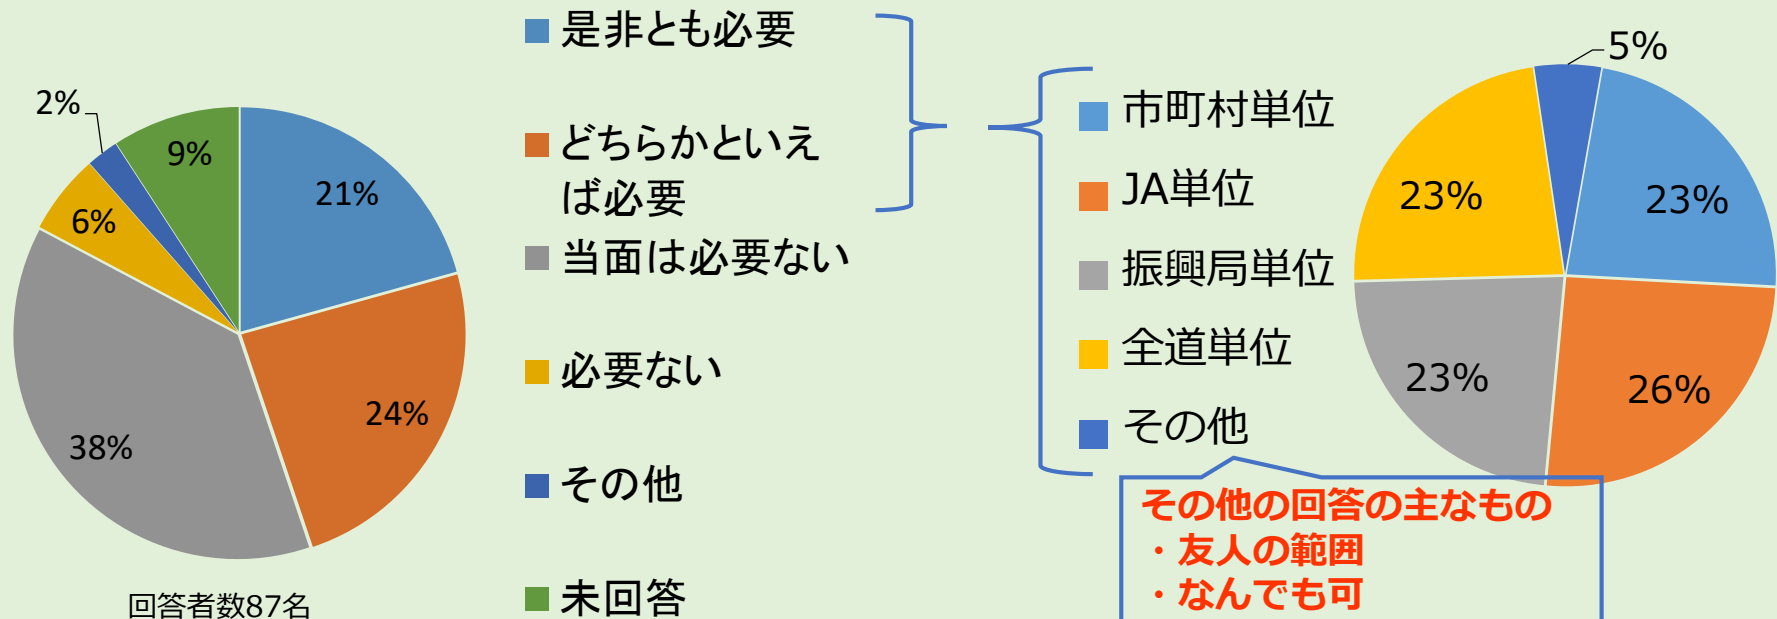 2%
9%
21%
6%
38%
24%
回答者数87名
是非とも必要
どちらかといえ
ば必要
当面は必要ない
必要ない
その他
未回答
市町村単位
JA単位
振興局単位
全道単位
その他
5%
23%
23%
23%
26%
その他の回答の主なもの
・友人の範囲
・なんでも可